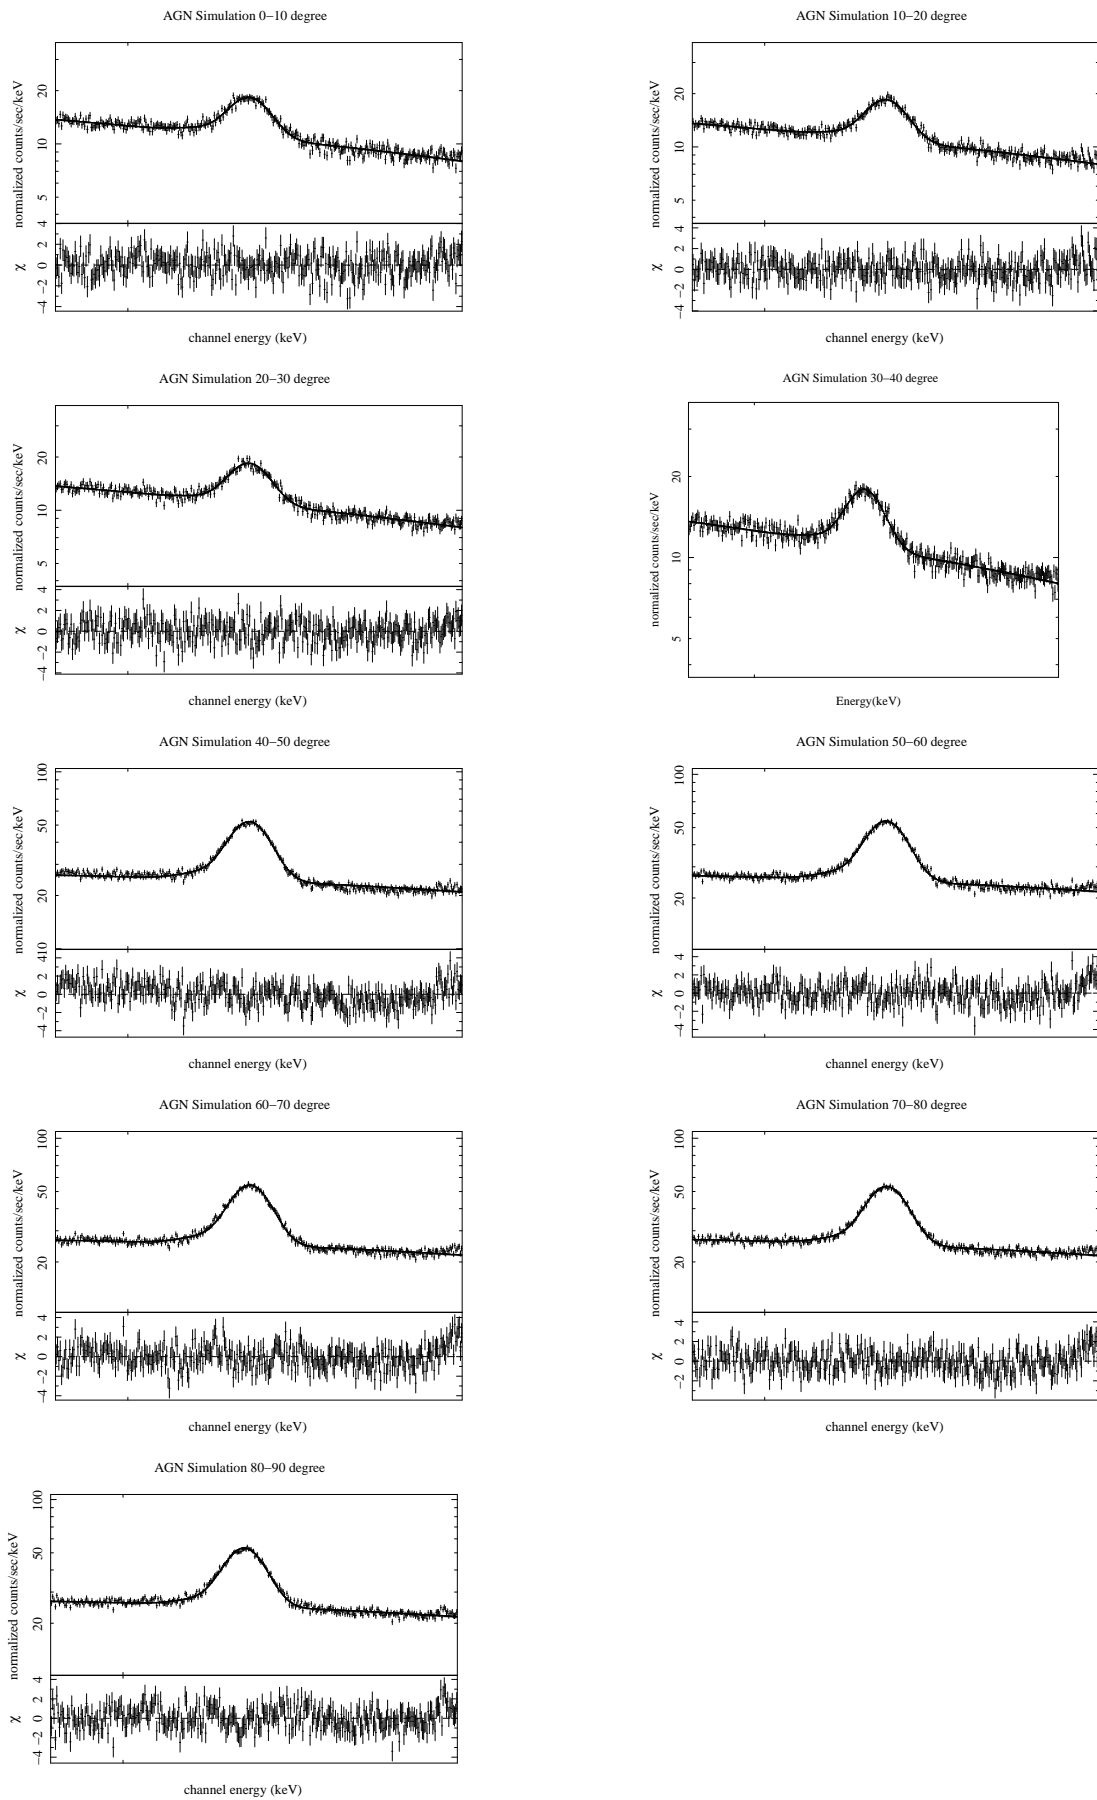 AGN Simulation 0−10 degree
normalized counts/sec/keV
20
10
5
χ
4
2
0
−2
−4
channel energy (keV)
AGN Simulation 10−20 degree
normalized counts/sec/keV
20
10
5
χ
4
2
0
−2
−4
channel energy (keV)
AGN Simulation 20−30 degree
normalized counts/sec/keV
20
10
5
χ
4
2
0
−2
−4
channel energy (keV)
AGN Simulation 30−40 degree
normalized counts/sec/keV
20
10
5
Energy(keV)
AGN Simulation 40−50 degree
normalized counts/sec/keV
100
50
20
10
χ
4
2
0
−2
−4
channel energy (keV)
AGN Simulation 50−60 degree
normalized counts/sec/keV
100
50
20
χ
4
2
0
−2
−4
channel energy (keV)
AGN Simulation 60−70 degree
normalized counts/sec/keV
100
50
20
χ
4
2
0
−2
−4
channel energy (keV)
AGN Simulation 70−80 degree
normalized counts/sec/keV
100
50
20
χ
4
2
0
−2
channel energy (keV)
AGN Simulation 80−90 degree
normalized counts/sec/keV
100
50
20
χ
4
2
0
−2
−4
channel energy (keV)